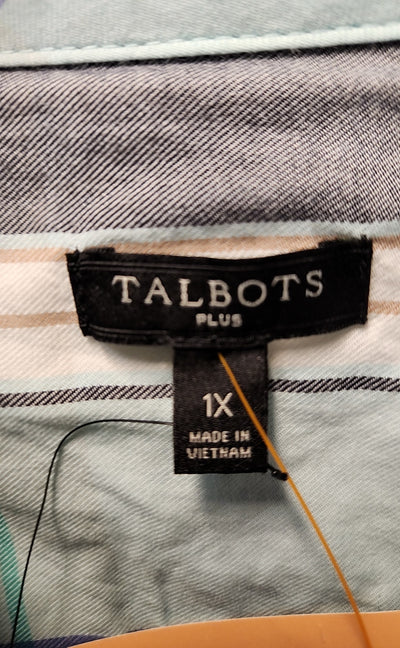 TALBOTS
PLUS
1X
MADE IN
VIETNAM